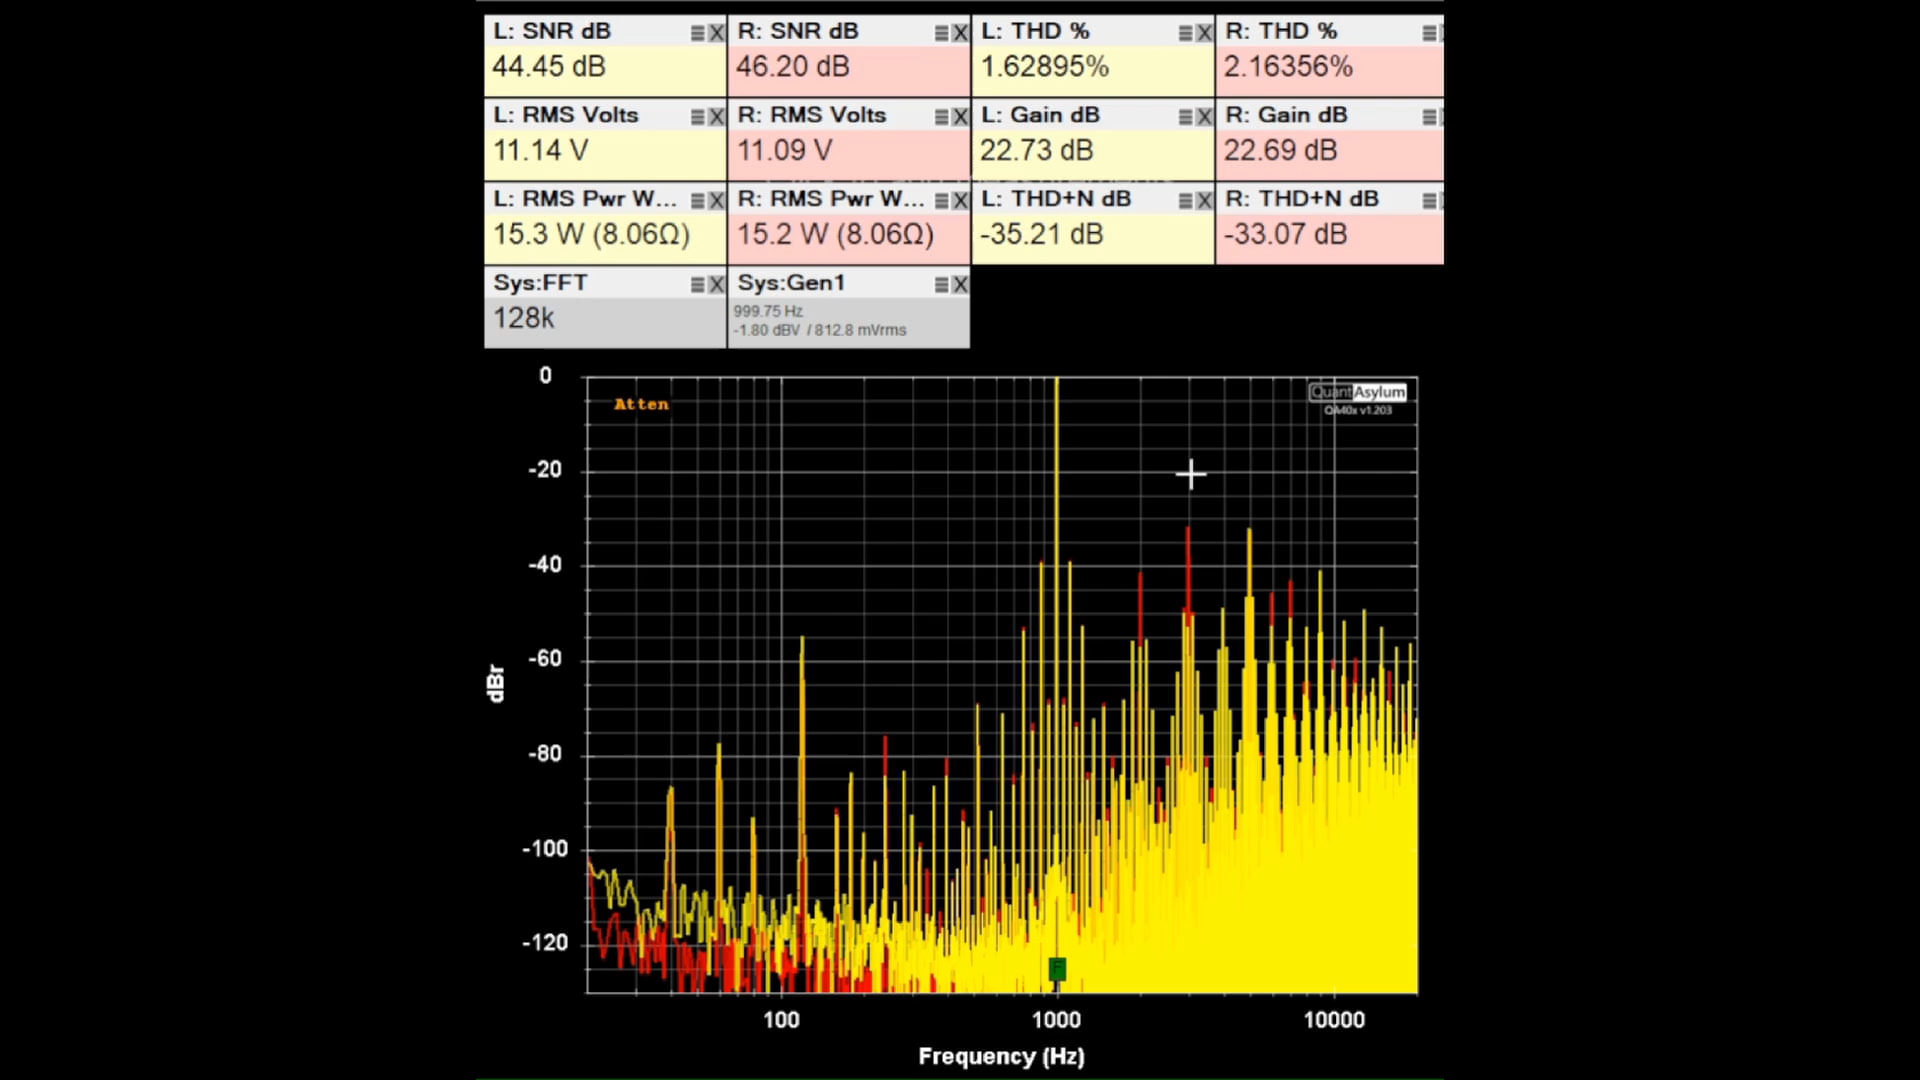 L: SNR dB
R: SNR dB
L: THD %
R: THD %
44.45 dB
46.20 dB
1.62895%
2.16356%
L: RMS Volts
R: RMS Volts
L: Gain dB
R: Gain dB
11.14 V
11.09 V
22.73 dB
22.69 dB
L: RMS Pwr W...
R: RMS Pwr W...
L: THD+N dB
R: THD+N dB
15.3 W (8.06Ω)
15.2 W (8.06Ω)
-35.21 dB
-33.07 dB
Sys:FFT
Sys:Gen1
128k
999.75 Hz
-1.80 dBV / 812.8 mVrms
Atten
QuantAsylum
QA40x v1.203
0
-20
-40
-60
-80
-100
-120
dBr
F
100
1000
10000
Frequency (Hz)